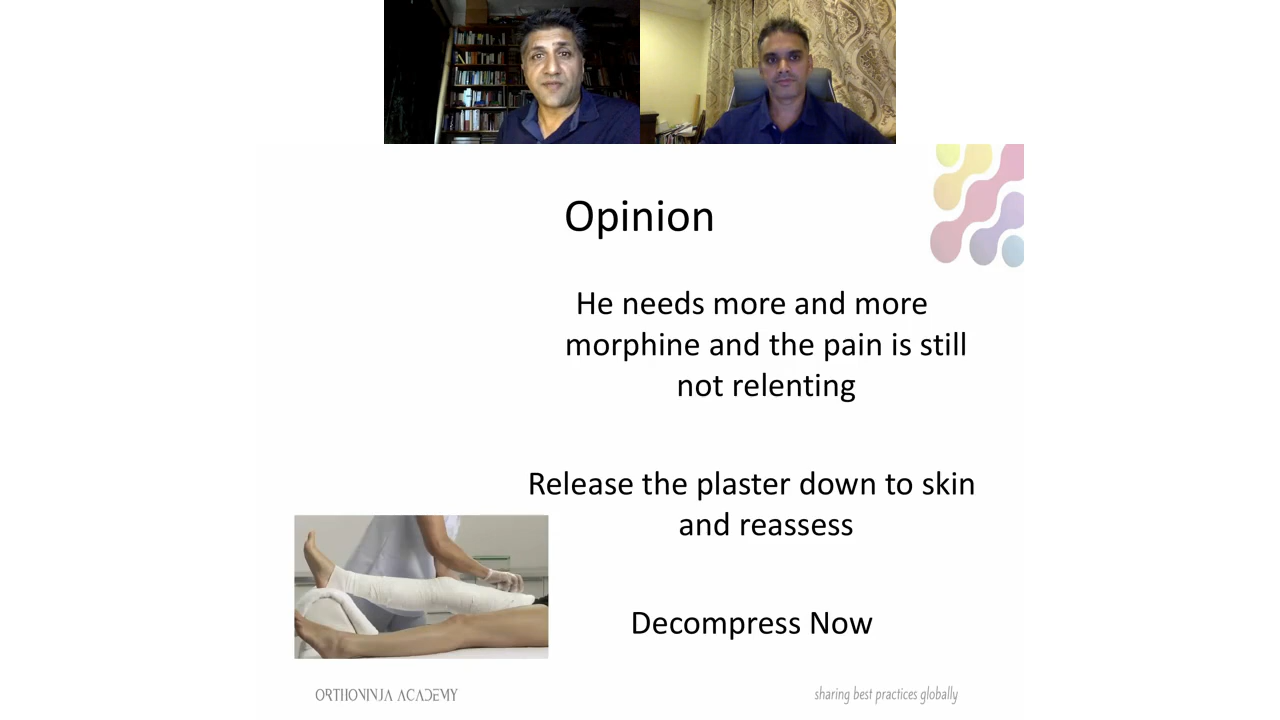 Opinion
He needs more and more
morphine and the pain is still
not relenting
Release the plaster down to skin
and reassess
Decompress Now
ORTHONINJA ACADEMY
sharing best practices globally